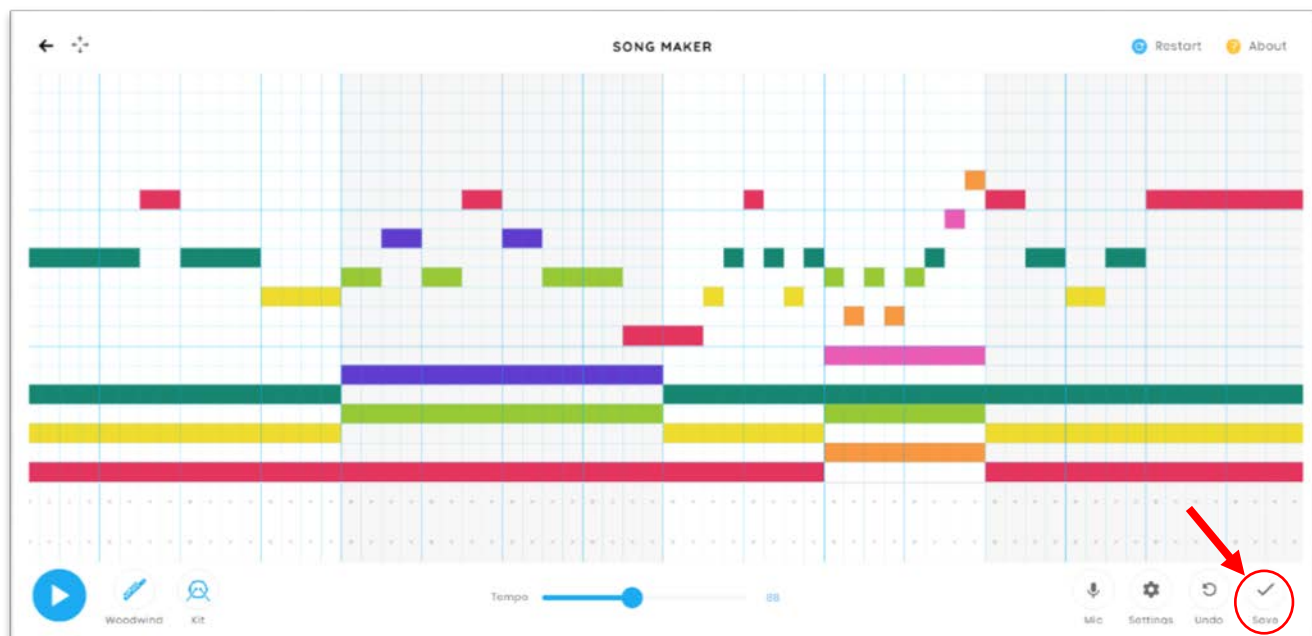 SONG MAKER
Restart
About
Woodwind
Kit
Tempo
88
Mic
Settings
Undo
Save